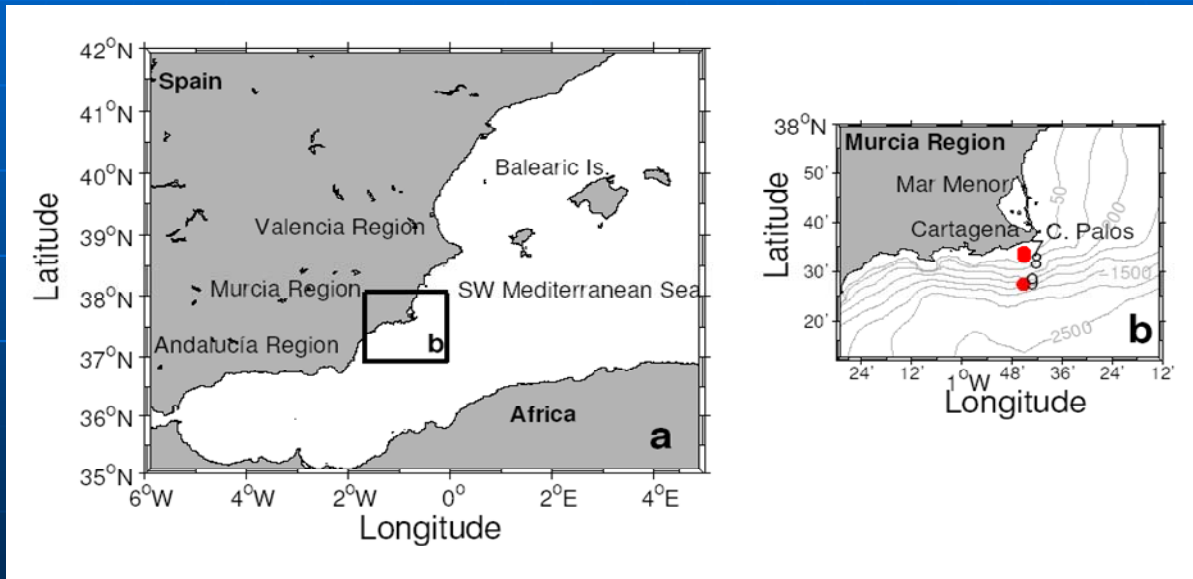 42°N
Spain
41°N
40°N
Balearic Is.
Valencia Region
39°N
Murcia Region
SW Mediterranean Sea
38°N
b
Andalucía Region
37°N
36°N
Africa
a
35°N
6°W 4°W 2°W 0° 2°E 4°E
Longitude
Latitude
38°N
Murcia Region
50'
Mar Menor
40'
Cartagena
C. Palos
7
8
30'
9
20'
50
200
1500
2500
b
24' 12' 1°W 48' 36' 24' 12'
Longitude
Latitude